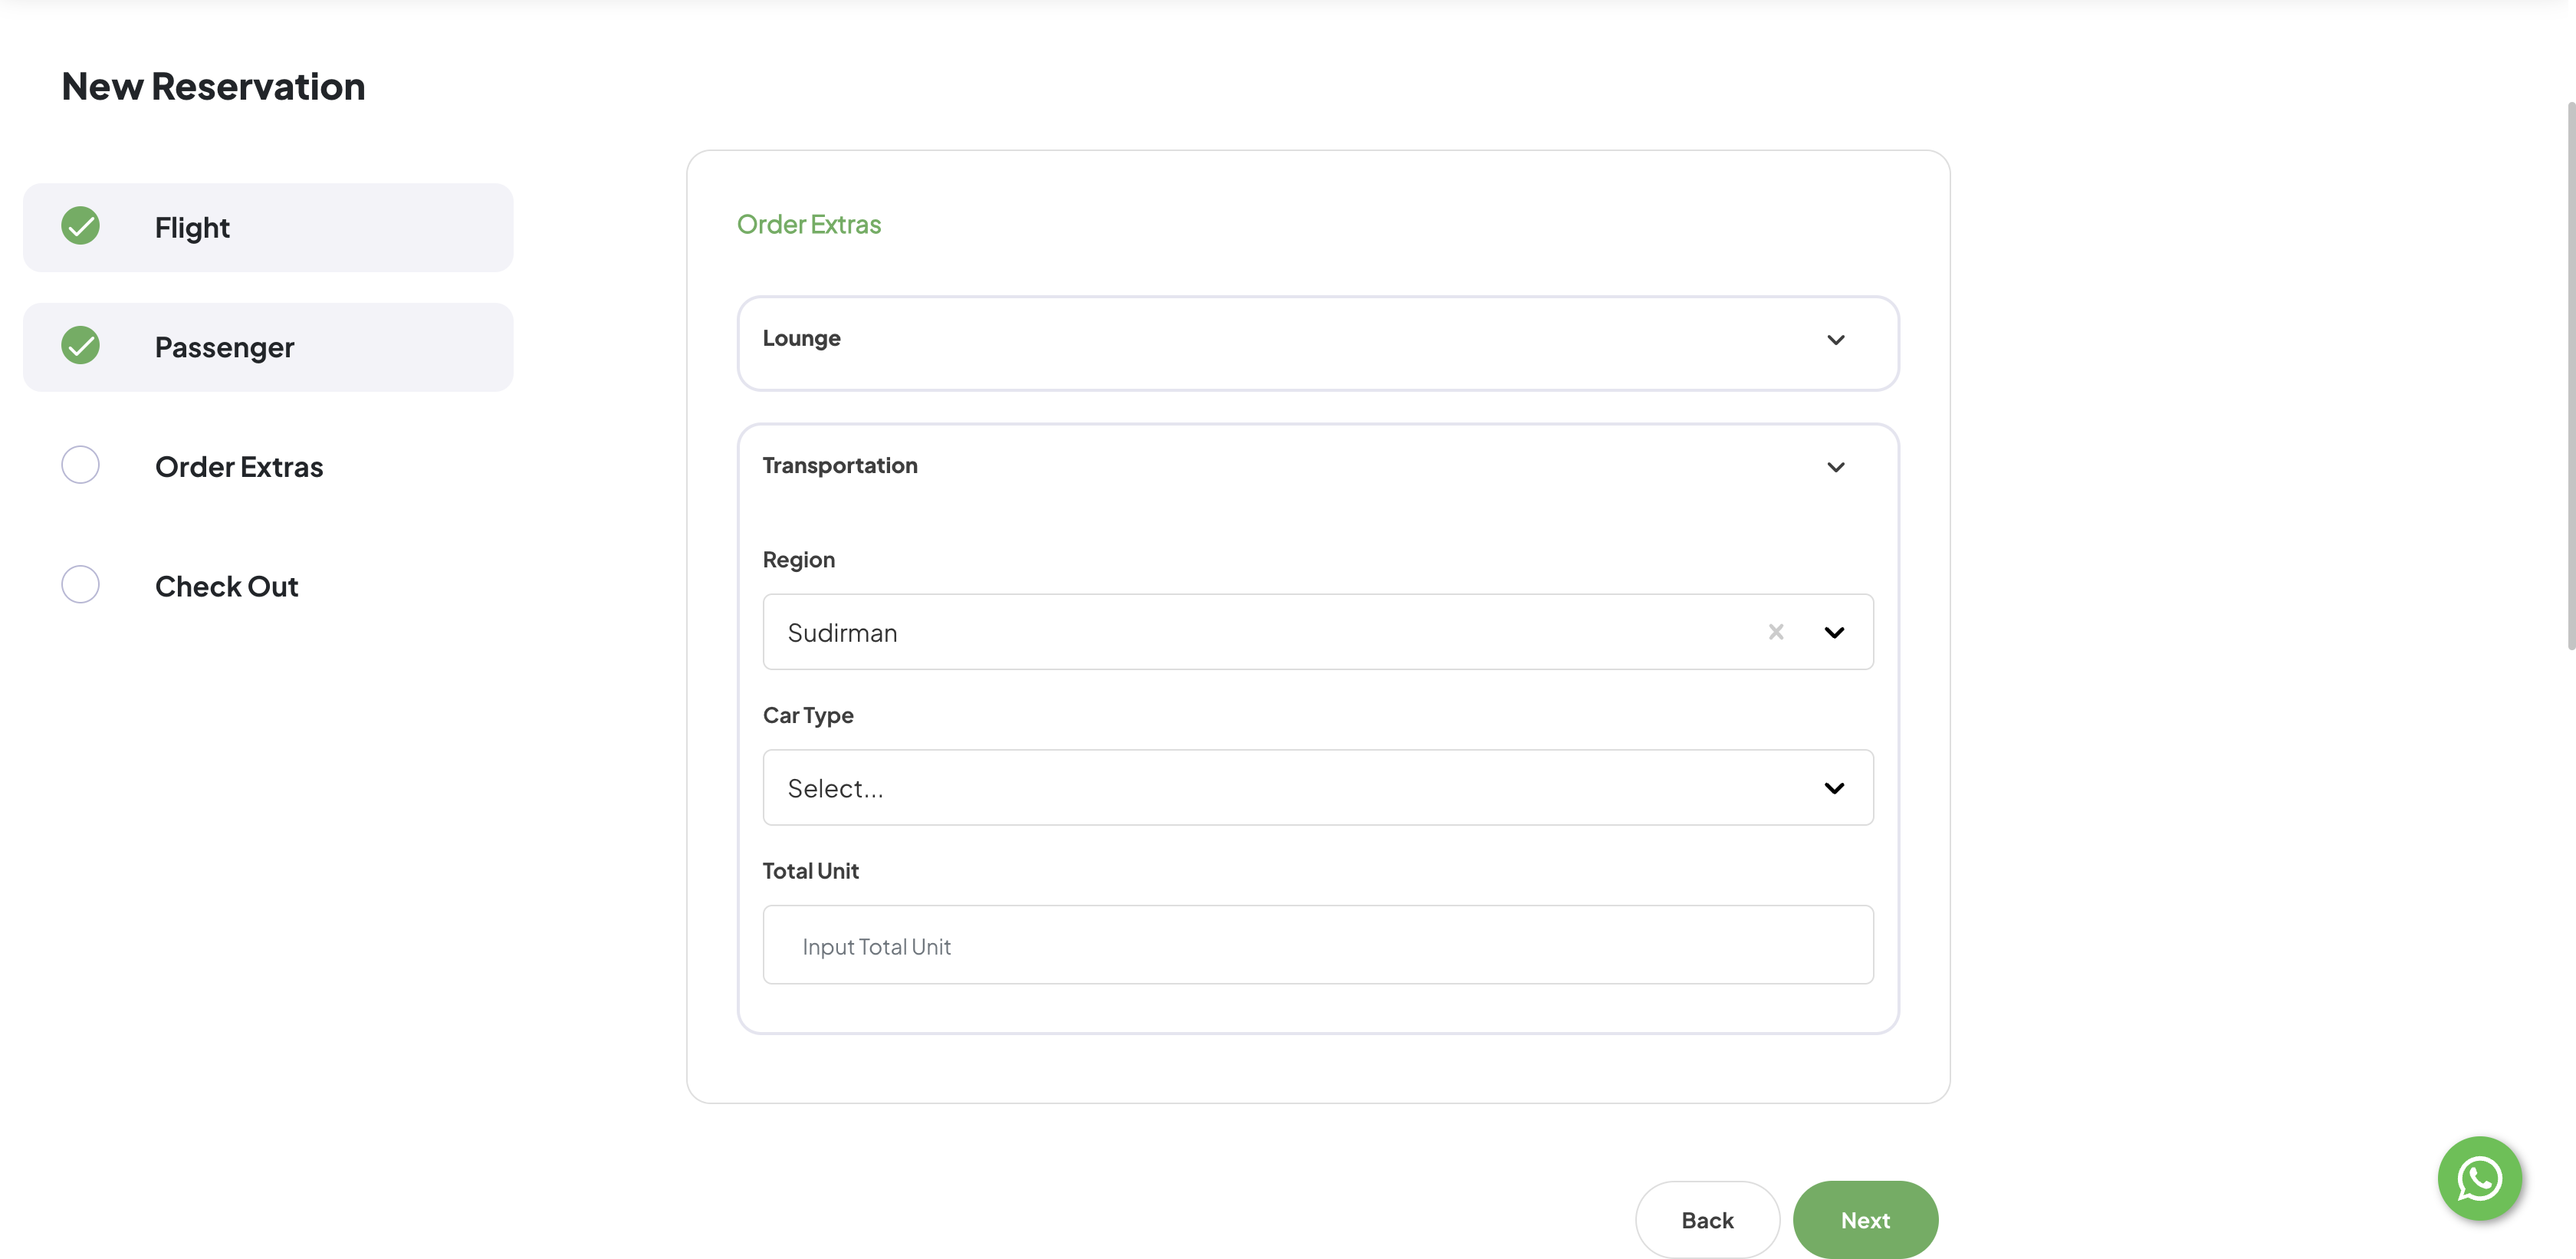 New Reservation
Flight
Passenger
Order Extras
Check Out
Order Extras
Lounge
Transportation
Region
Sudirman
Car Type
Select...
Total Unit
Input Total Unit
Back
Next